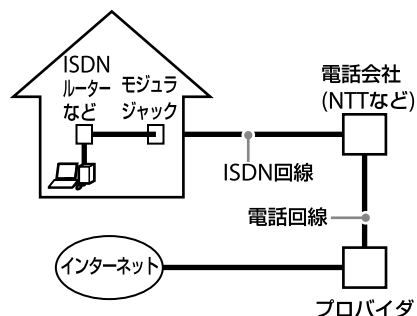 ISDN
ルーター
など
モジュラ
ジャック
電話会社
(NTTなど)
ISDN回線
電話回線
インターネット
プロバイダ